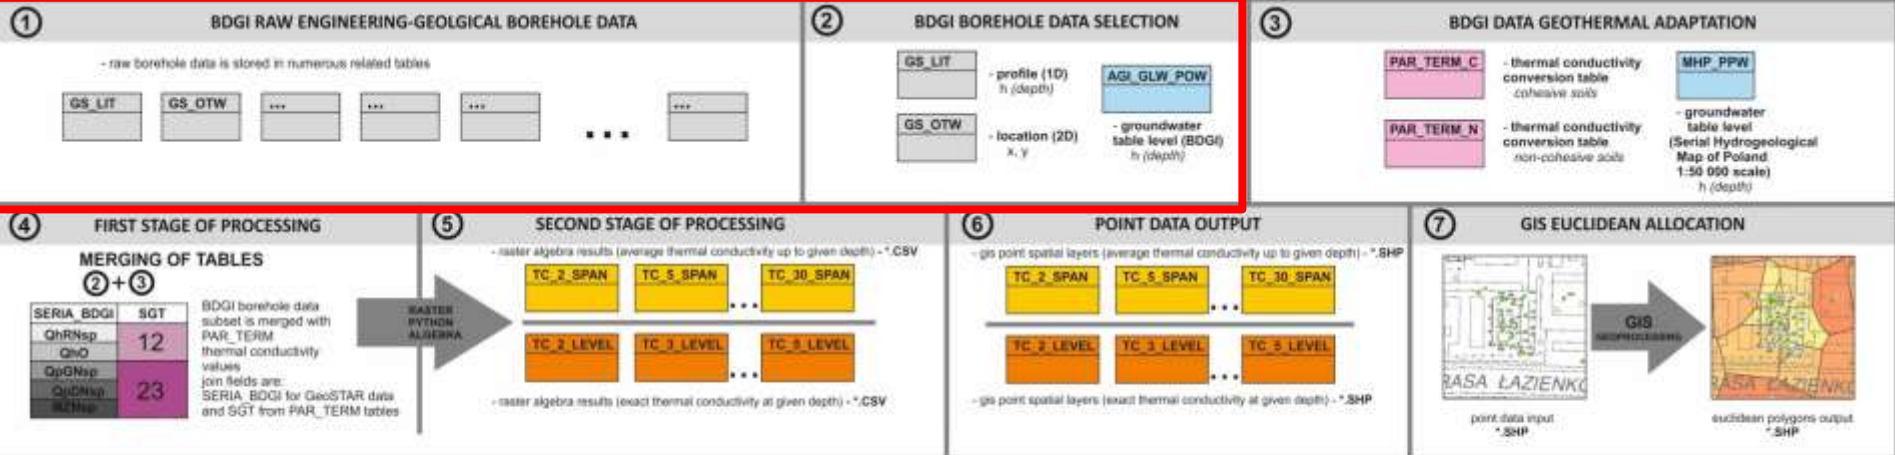 1 BDGI RAW ENGINEERING-GEOLGICAL BOREHOLE DATA
- raw borehole data is stored in numerous related tables
GS_LIT GS_OTW ... ... ... ... ...
2 BDGI BOREHOLE DATA SELECTION
GS_LIT
- profile (1D)
h (depth)
AGI_GLW_POW
GS_OTW
- location (2D)
x, y
- groundwater
table level (BDGI)
h (depth)
3 BDGI DATA GEOTHERMAL ADAPTATION
PAR_TERM_C
- thermal conductivity
conversion table
cohesive soils
MHP_PPW
PAR_TERM_N
- thermal conductivity
conversion table
non-cohesive soils
- groundwater
table level
(Serial Hydrogeological
Map of Poland
1:50 000 scale)
h (depth)
4 FIRST STAGE OF PROCESSING
MERGING OF TABLES
2+3
SERIA_BDGI SGT
QhRNsp
QhO
12
QpGNsp
QpDNsp
23
BDGI borehole data
subset is merged with
PAR_TERM
thermal conductivity
values
join fields are:
SERIA_BDGI for GeoSTAR data
and SGT from PAR_TERM tables
RASTER
PYTHON
ALGEBRA
5 SECOND STAGE OF PROCESSING
- raster algebra results (average thermal conductivity up to given depth) - *.CSV
TC_2_SPAN TC_5_SPAN ... TC_30_SPAN
TC_2_LEVEL TC_3_LEVEL ... TC_5_LEVEL
- raster algebra results (exact thermal conductivity at given depth) - *.CSV
6 POINT DATA OUTPUT
- gis point spatial layers (average thermal conductivity up to given depth) - *.SHP
TC_2_SPAN TC_5_SPAN ... TC_30_SPAN
TC_2_LEVEL TC_3_LEVEL ... TC_5_LEVEL
- gis point spatial layers (exact thermal conductivity at given depth) - *.SHP
7 GIS EUCLIDEAN ALLOCATION
RASA ŁAZIENKO
point data input
*.SHP
GIS
GEOPROCESSING
RASA ŁAZIENKO
euclidean polygons output
*.SHP